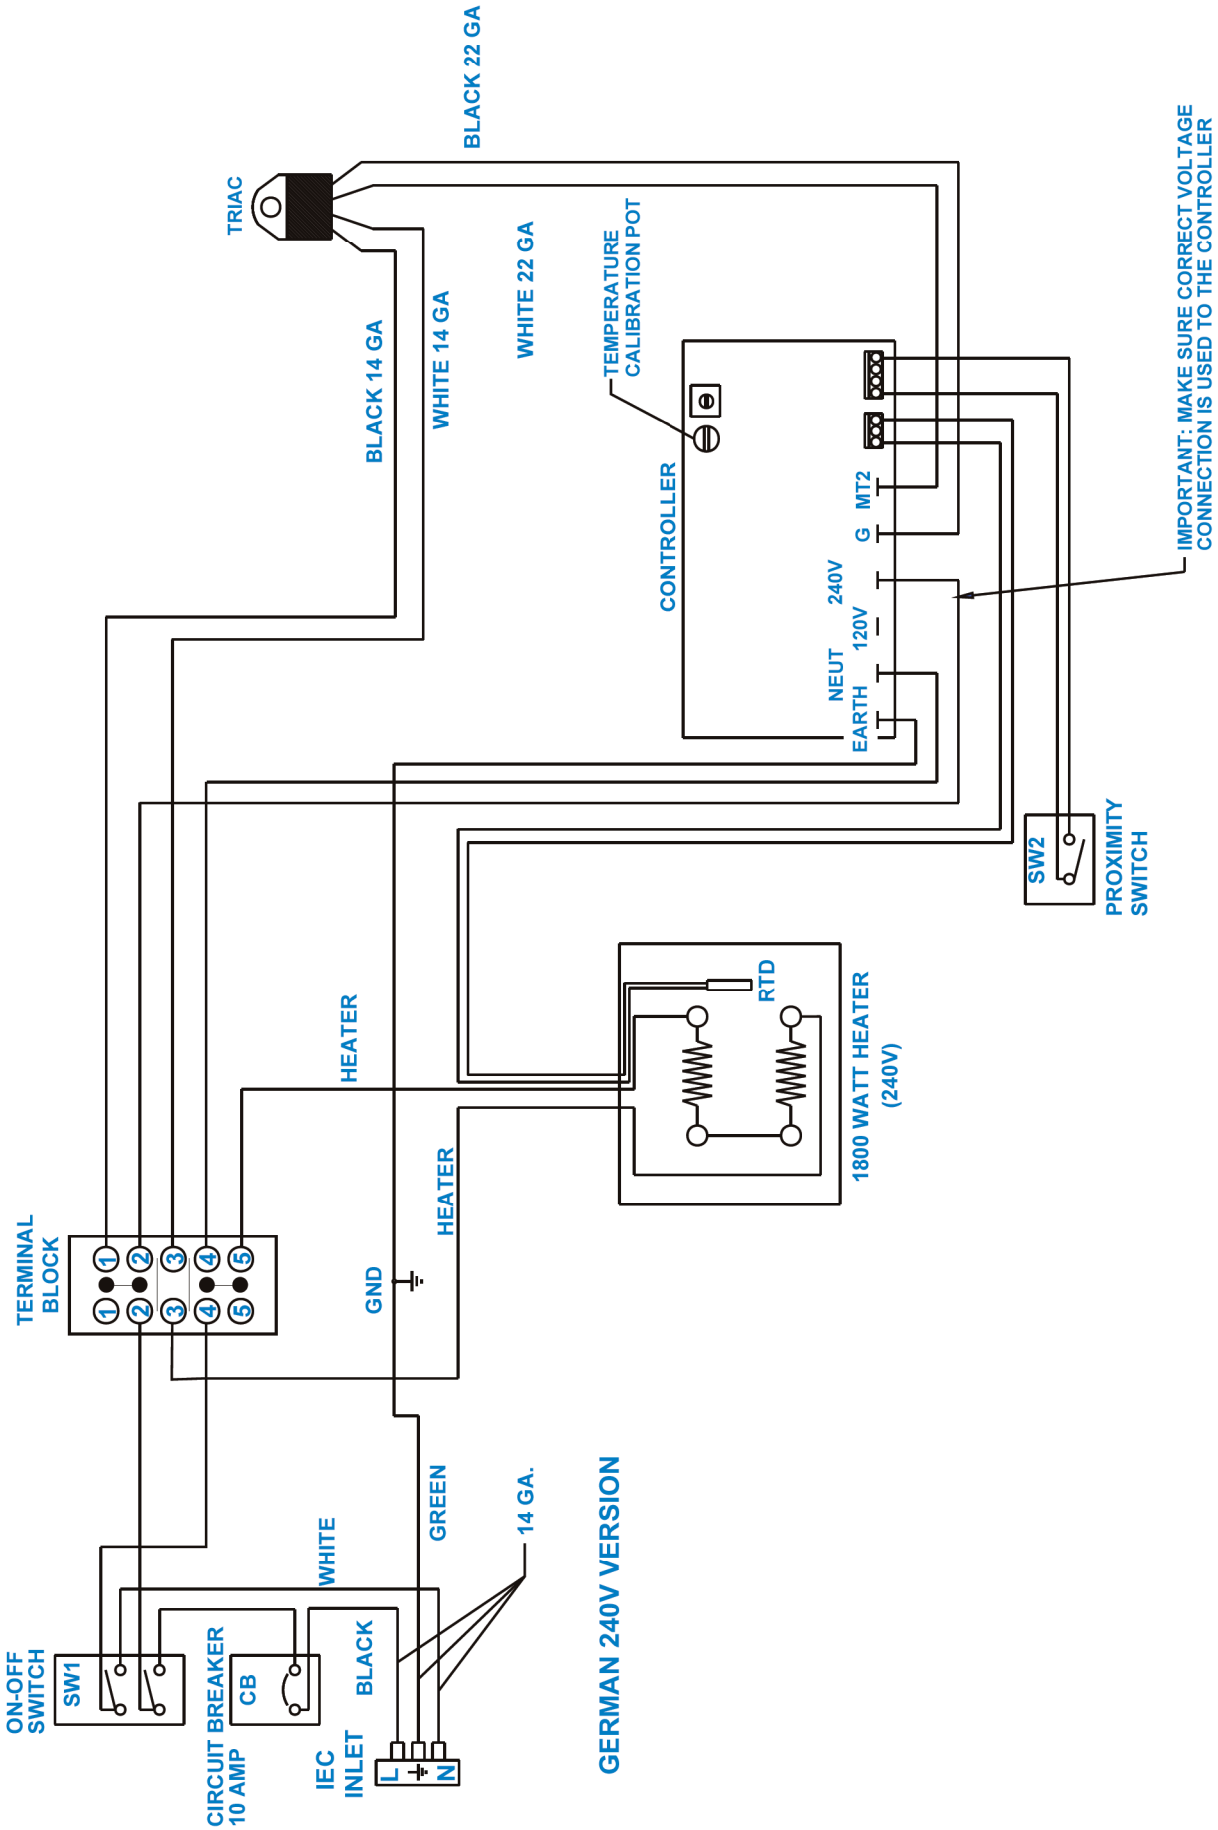 ON-OFF
SWITCH
SW1
CIRCUIT BREAKER
10 AMP
CB
IEC
INLET
L
N
BLACK
WHITE
GREEN
14 GA.
GERMAN 240V VERSION
TERMINAL
BLOCK
1
2
3
4
5
1
2
3
4
5
GND
HEATER
HEATER
RTD
1800 WATT HEATER
(240V)
TRIAC
BLACK 14 GA
WHITE 14 GA
BLACK 22 GA
WHITE 22 GA
TEMPERATURE
CALIBRATION POT
CONTROLLER
EARTH
NEUT
120V
240V
G
MT2
SW2
PROXIMITY
SWITCH
IMPORTANT: MAKE SURE CORRECT VOLTAGE
CONNECTION IS USED TO THE CONTROLLER